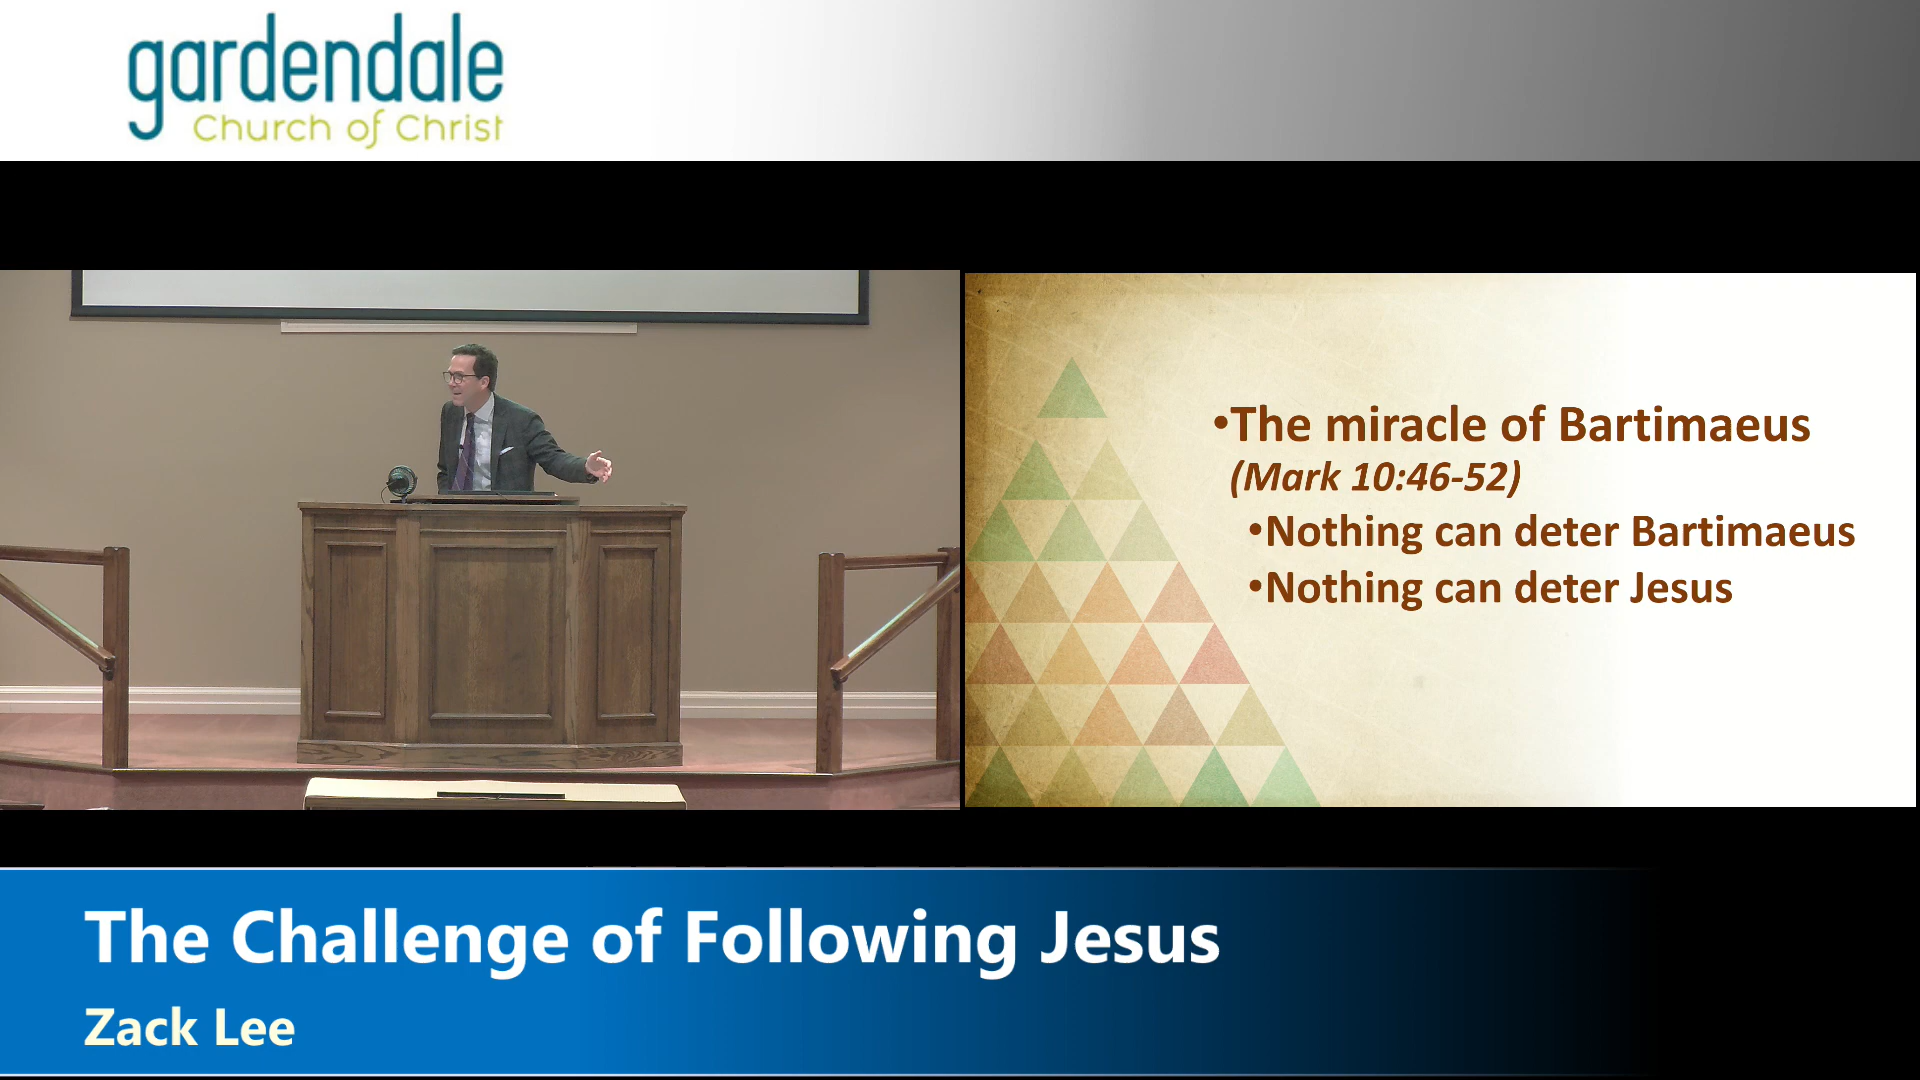 gardendale
Church of Christ
•The miracle of Bartimaeus
(Mark 10:46-52)
•Nothing can deter Bartimaeus
•Nothing can deter Jesus
The Challenge of Following Jesus
Zack Lee